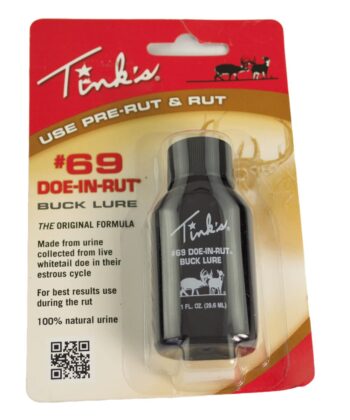 Tink's®
USE PRE-RUT & RUT
#69
DOE-IN-RUT®
BUCK LURE
THE ORIGINAL FORMULA
Made from urine
collected from live
whitetail doe in their
estrous cycle
For best results use
during the rut
100% natural urine
Tink's®
#69 DOE-IN-RUT®
BUCK LURE
1 FL. OZ. (29.6 ML)